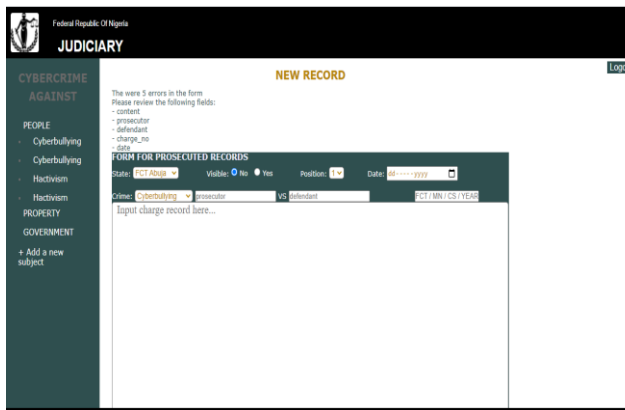 Federal Republic Of Nigeria
JUDICIARY
Logo
CYBERCRIME
AGAINST
PEOPLE
- Cyberbullying
- Cyberbullying
- Hactivism
- Hactivism
PROPERTY
GOVERNMENT
+ Add a new
subject
NEW RECORD
The were 5 errors in the form
Please review the following fields:
- content
- prosecutor
- defendant
- charge_no
- date
FORM FOR PROSECUTED RECORDS
State: FCT Abuja Visible: No Yes Position: 1 Date: dd-----yyyy
Crime: Cyberbullying prosecutor VS defendant FCT / MN / CS / YEAR
Input charge record here...